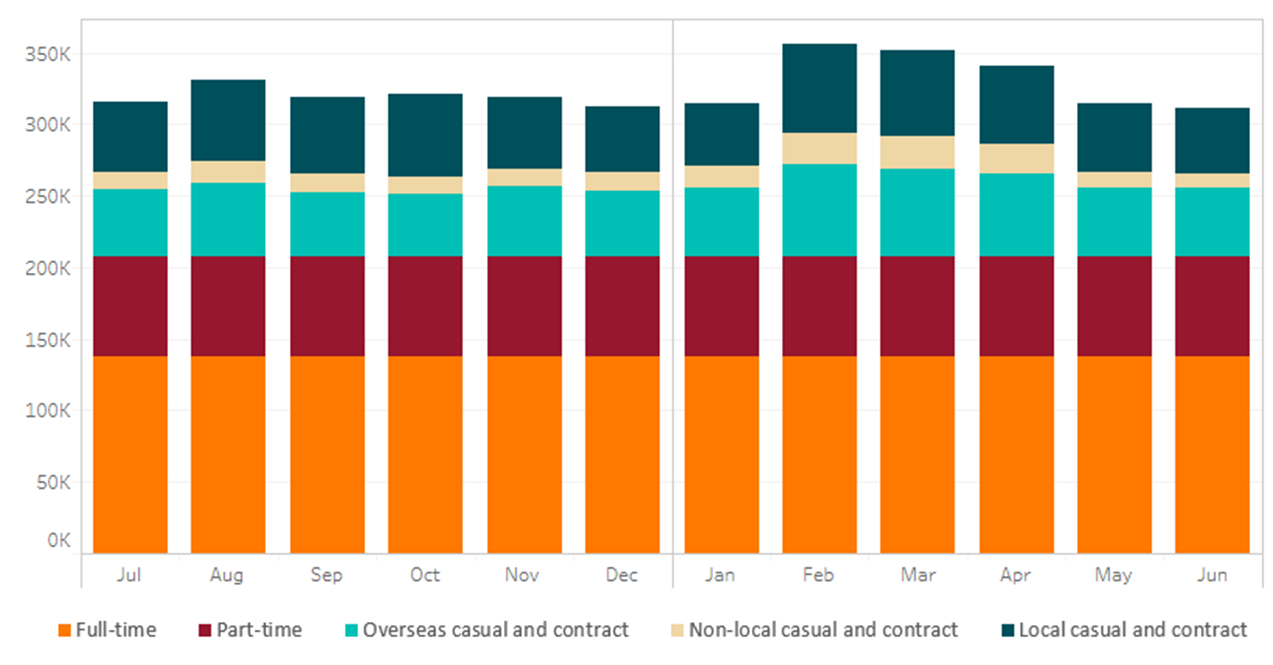 350K
300K
250K
200K
150K
100K
50K
0K
Jul Aug Sep Oct Nov Dec Jan Feb Mar Apr May Jun
Full-time Part-time Overseas casual and contract Non-local casual and contract Local casual and contract